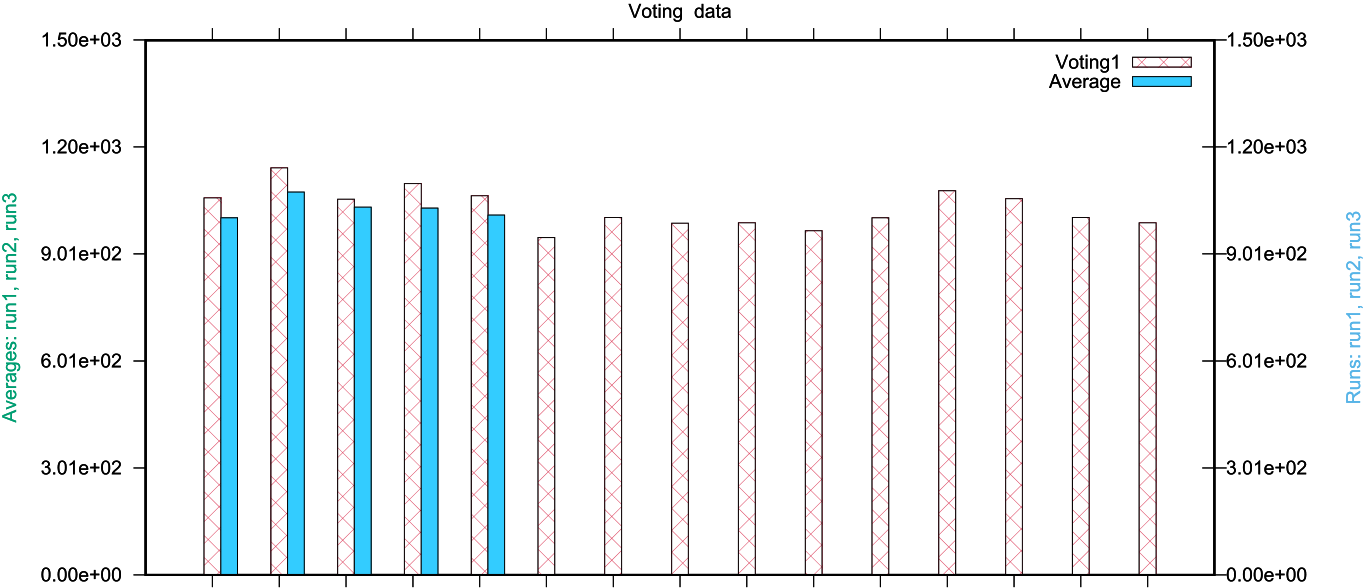 Voting data
1.50e+03
1.20e+03
9.01e+02
6.01e+02
3.01e+02
0.00e+00
Averages: run1, run2, run3
Voting1
Average
1.50e+03
1.20e+03
9.01e+02
6.01e+02
3.01e+02
0.00e+00
Runs: run1, run2, run3